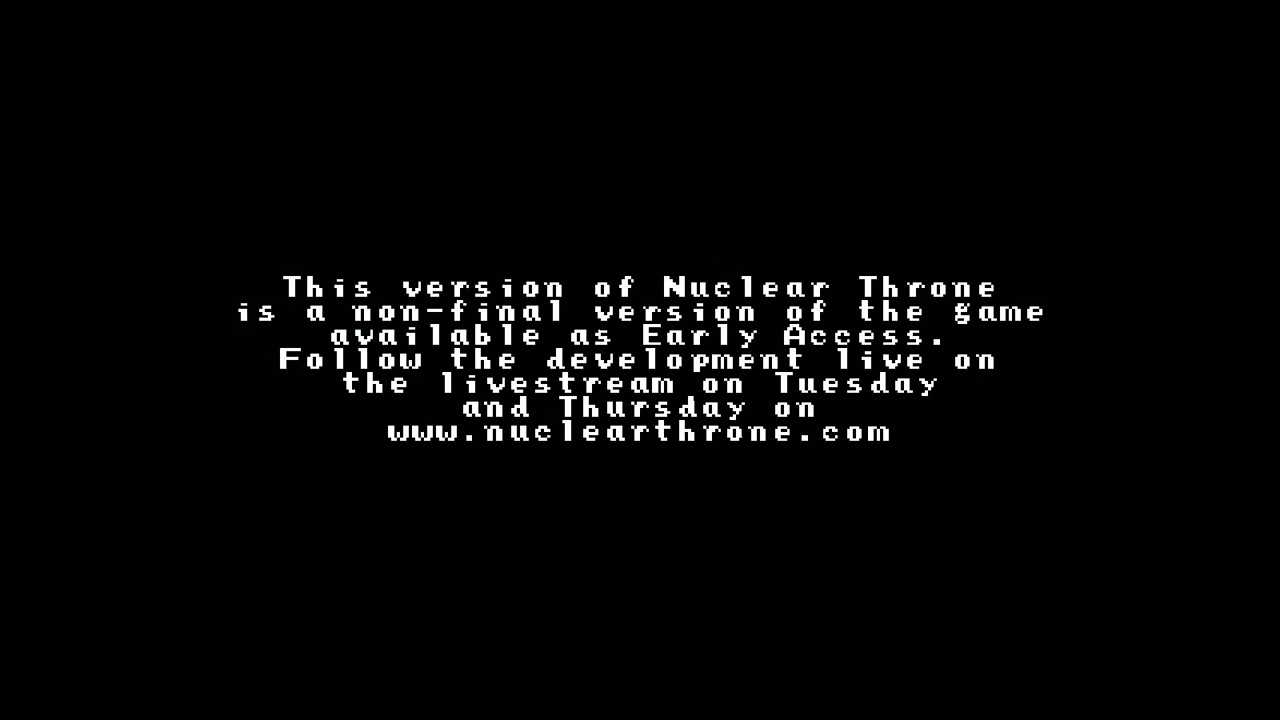 This version of Nuclear Throne
is a non-final version of the game
available as Early Access.
Follow the development live on
the livestream on Tuesday
and Thursday on
www.nuclearthrone.com